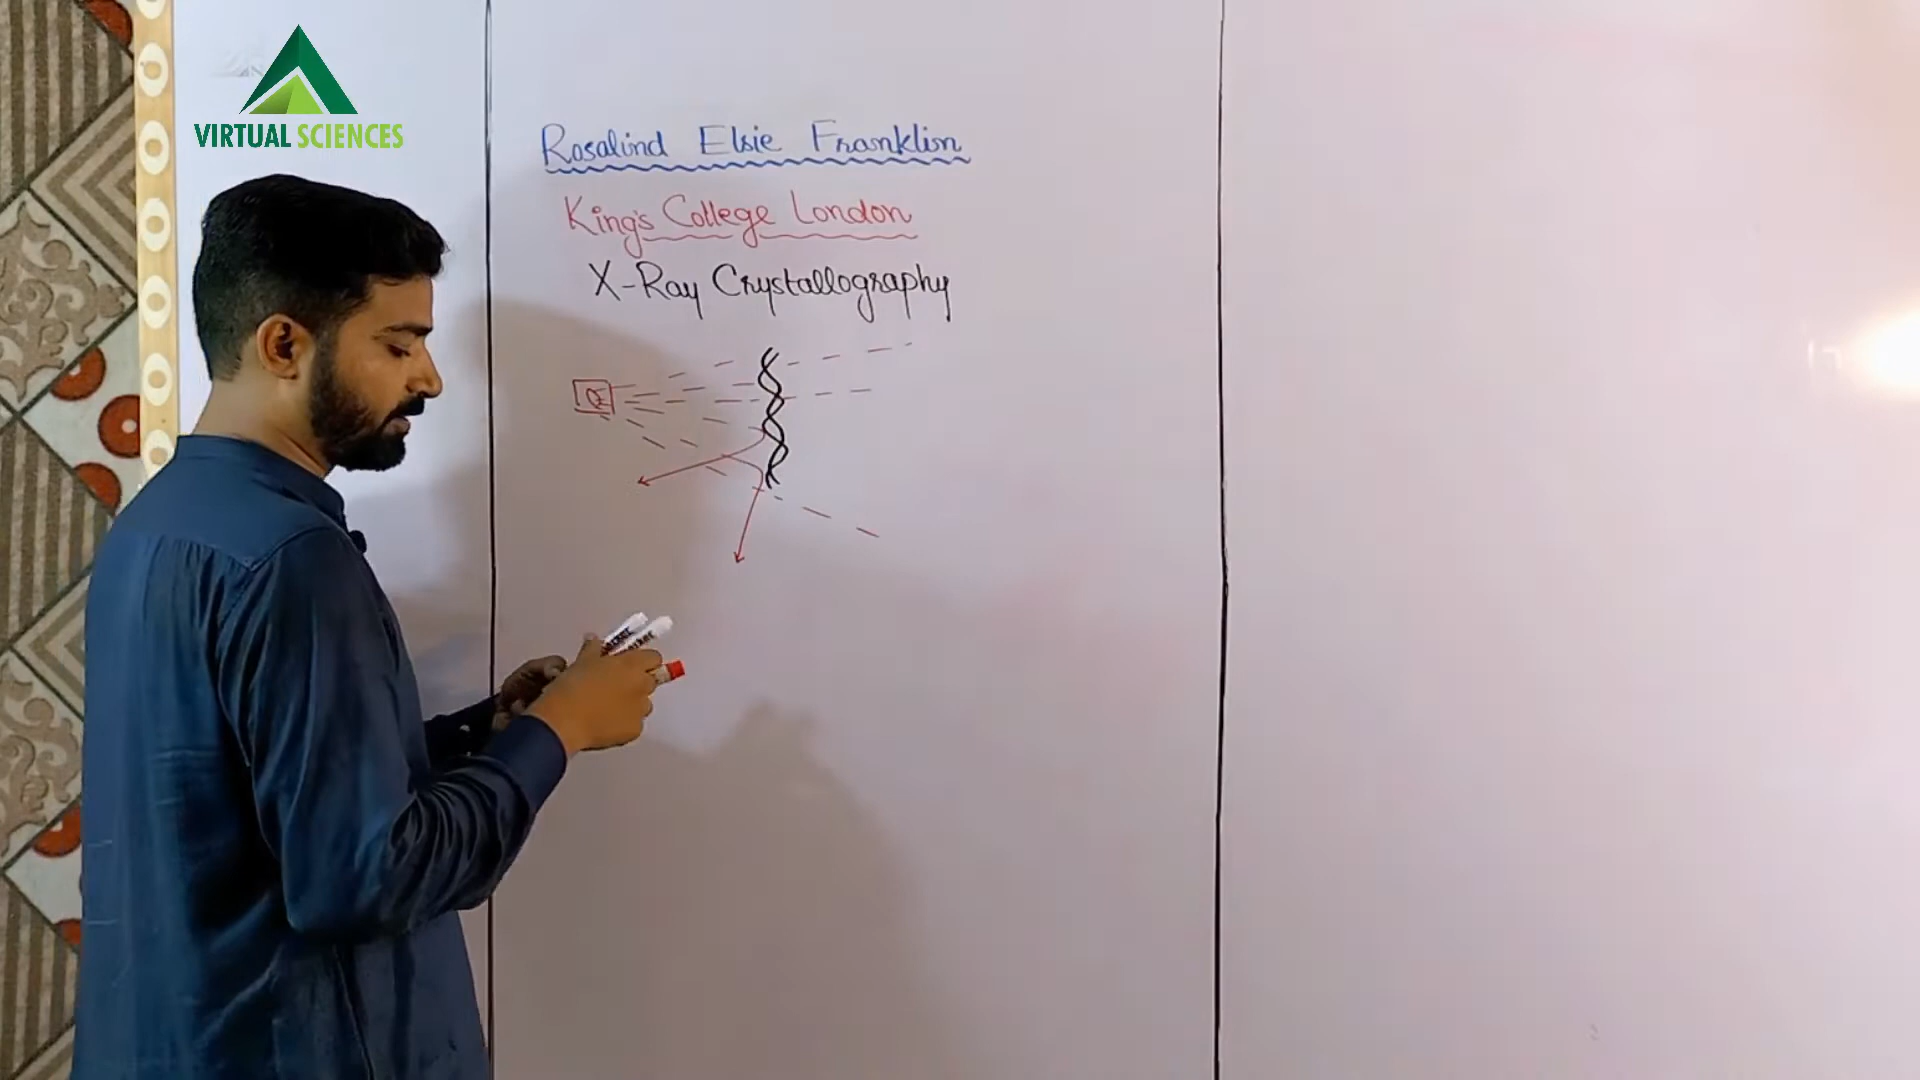 VIRTUAL SCIENCES
Rosalind Elsie Franklin
King's College London
X-Ray Crystallography